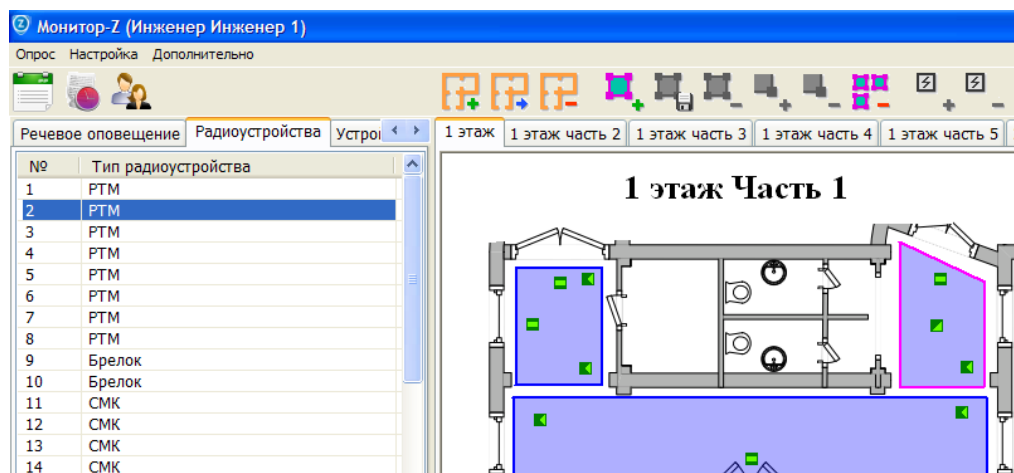 Монитор-Z (Инженер Инженер 1)
Опрос Настройка Дополнительно
Речевое оповещение Радиоустройства Устрой
1 этаж 1 этаж часть 2 1 этаж часть 3 1 этаж часть 4 1 этаж часть 5
№ Тип радиоустройства
1 РТМ
2 РТМ
3 РТМ
4 РТМ
5 РТМ
6 РТМ
7 РТМ
8 РТМ
9 Брелок
10 Брелок
11 СМК
12 СМК
13 СМК
14 СМК
1 этаж Часть 1